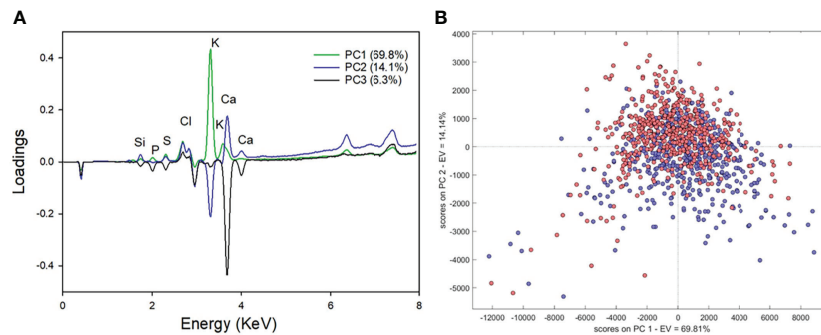 A
B
K
PC1 (69.8%)
PC2 (14.1%)
PC3 (6.3%)
Ca
Cl
K
Ca
Si
P
S
Loadings
0.4
0.2
0.0
-0.2
-0.4
0 2 4 6 8
Energy (KeV)
scores on PC 2 - EV = 14.14%
4000
3000
2000
1000
0
-1000
-2000
-3000
-4000
-5000
-12000 -10000 -8000 -6000 -4000 -2000 0 2000 4000 6000 8000
scores on PC 1 - EV = 69.81%